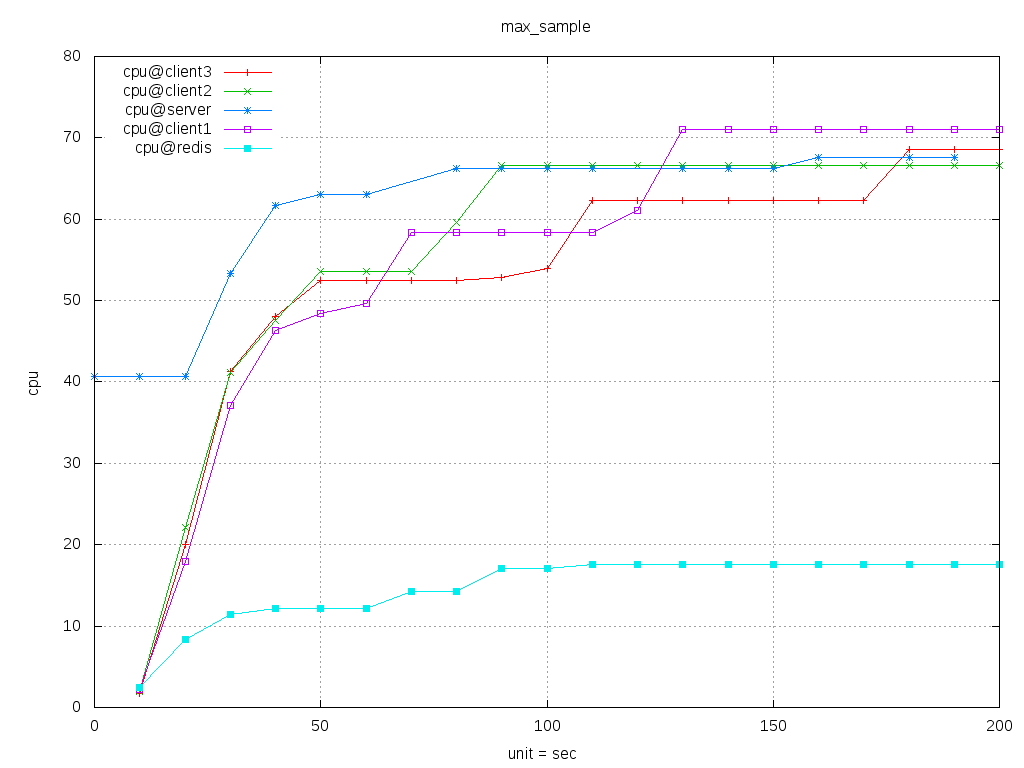 max_sample
80
70
60
50
40
30
20
10
0
cpu@client3
cpu@client2
cpu@server
cpu@client1
cpu@redis
cpu
0 50 100 150 200
unit = sec